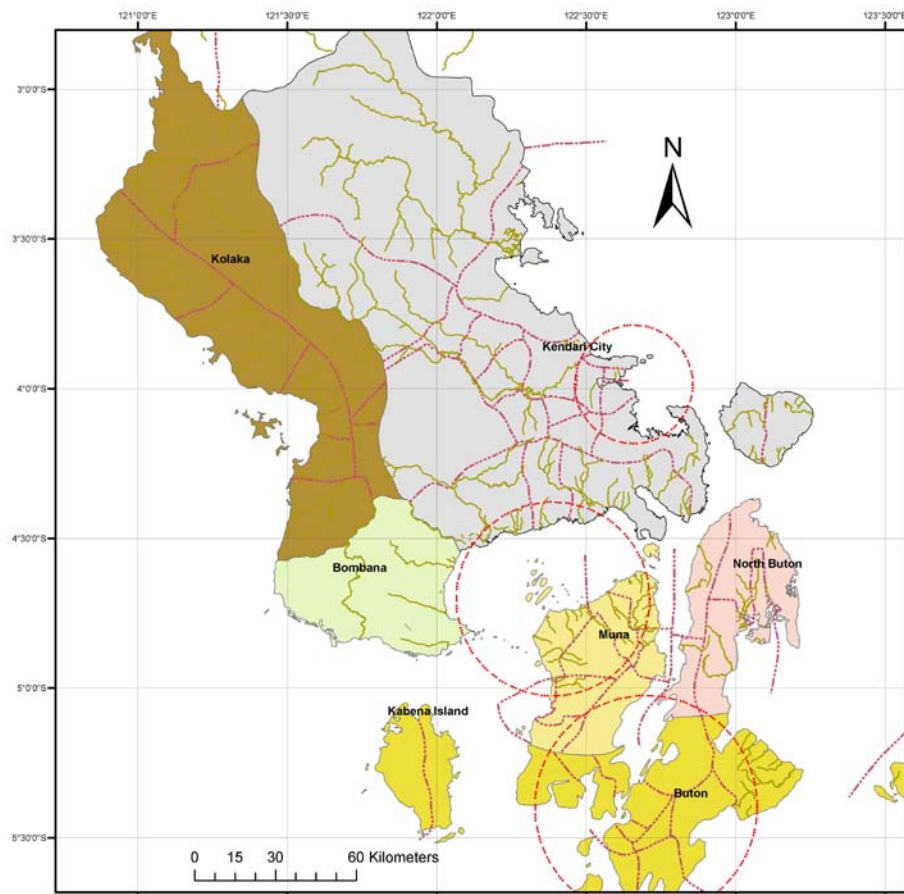 121°0'0"E 121°30'0"E 122°0'0"E 122°30'0"E 123°0'0"E 123°30'0"E
3°0'0"S
N
3°30'0"S
Kolaka
Kendari City
4°0'0"S
4°30'0"S
Bombana
North Buton
Muna
5°0'0"S
Kabena Island
Buton
5°30'0"S
0 15 30 60 Kilometers